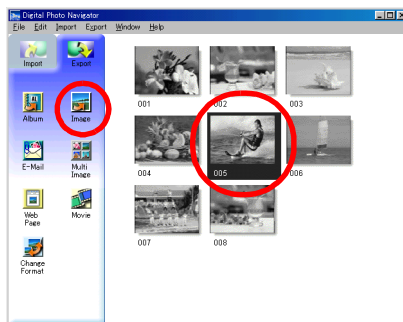 Digital Photo Navigator
File Edit Import Export Window Help
Import Export
Album Image
E-Mail Multi Image
Web Page Movie
Change Format
001 002 003
004 005 006
007 008